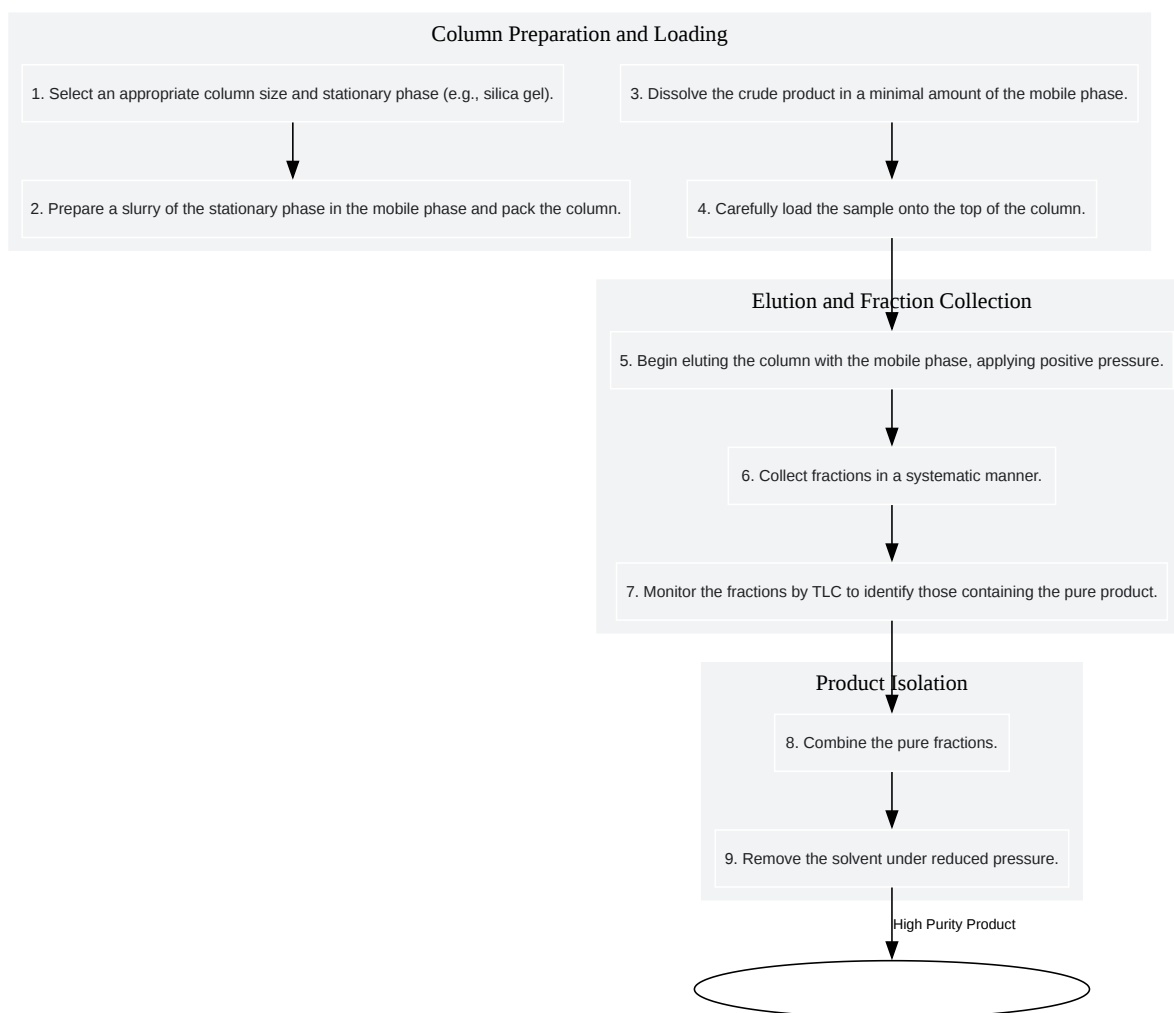 Column Preparation and Loading
1. Select an appropriate column size and stationary phase (e.g., silica gel).
2. Prepare a slurry of the stationary phase in the mobile phase and pack the column.
3. Dissolve the crude product in a minimal amount of the mobile phase.
4. Carefully load the sample onto the top of the column.
Elution and Fraction Collection
5. Begin eluting the column with the mobile phase, applying positive pressure.
6. Collect fractions in a systematic manner.
7. Monitor the fractions by TLC to identify those containing the pure product.
Product Isolation
8. Combine the pure fractions.
9. Remove the solvent under reduced pressure.
High Purity Product